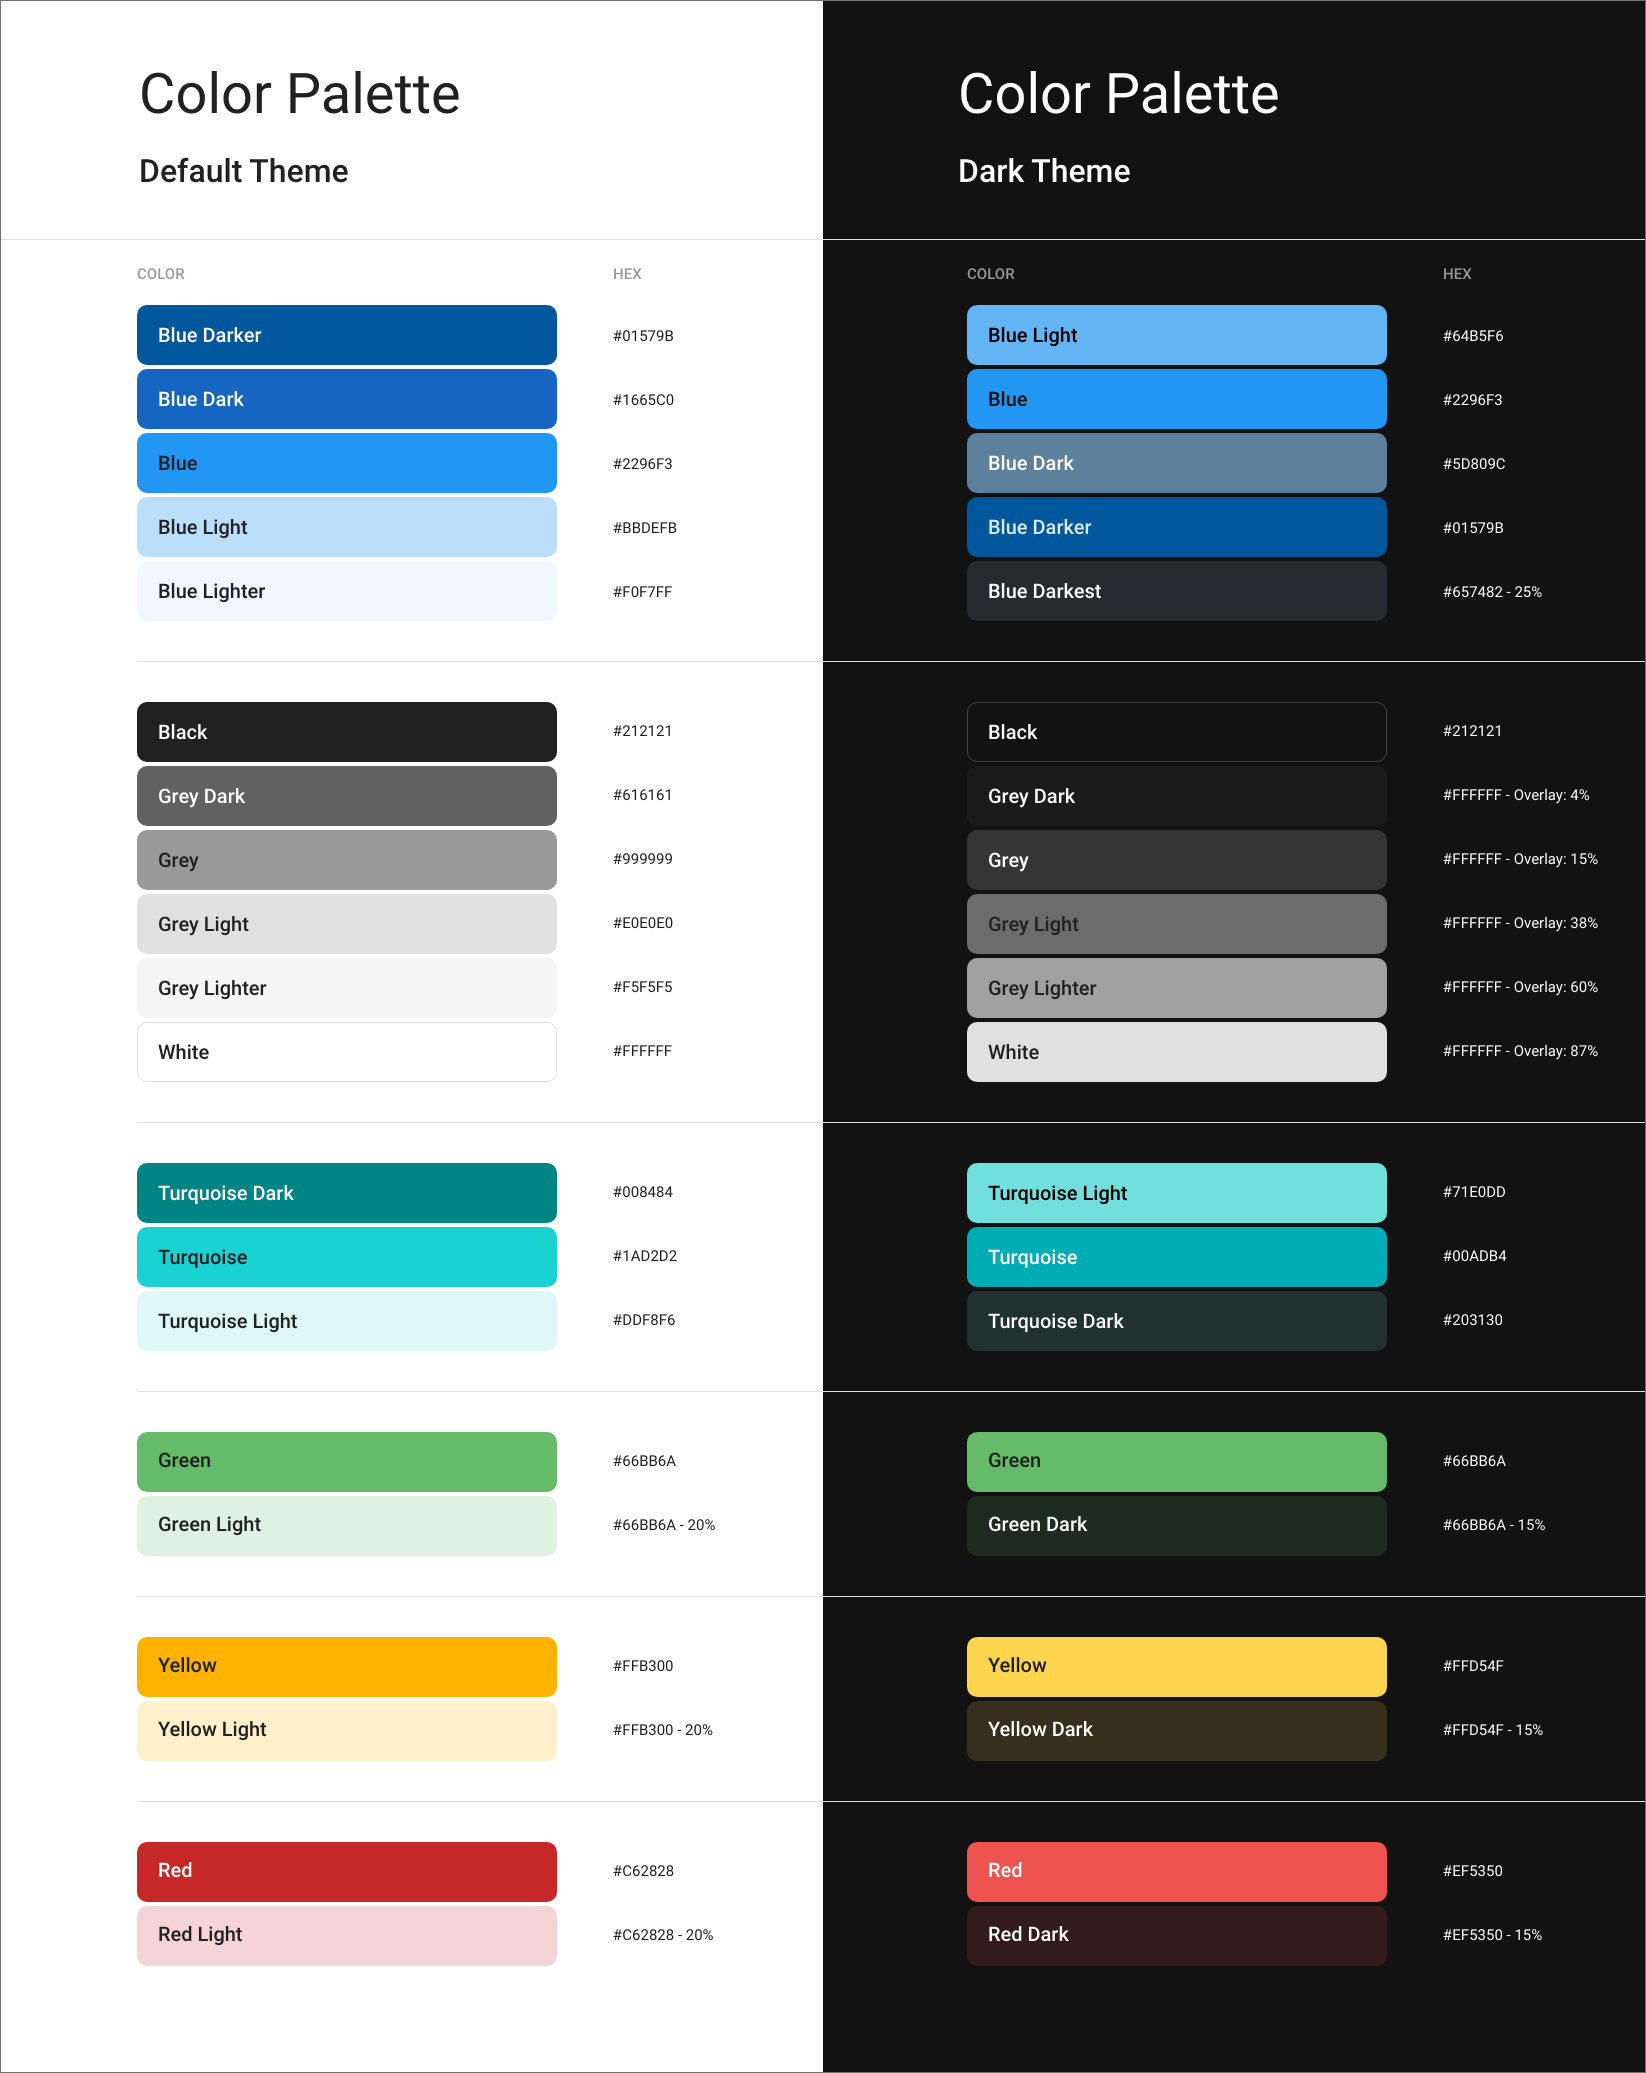 Color Palette
Default Theme
COLOR HEX
Blue Darker #01579B
Blue Dark #1665C0
Blue #2296F3
Blue Light #BBDEFB
Blue Lighter #F0F7FF
Black #212121
Grey Dark #616161
Grey #999999
Grey Light #E0E0E0
Grey Lighter #F5F5F5
White #FFFFFF
Turquoise Dark #008484
Turquoise #1AD2D2
Turquoise Light #DDF8F6
Green #66BB6A
Green Light #66BB6A - 20%
Yellow #FFB300
Yellow Light #FFB300 - 20%
Red #C62828
Red Light #C62828 - 20%
Color Palette
Dark Theme
COLOR HEX
Blue Light #64B5F6
Blue #2296F3
Blue Dark #5D809C
Blue Darker #01579B
Blue Darkest #657482 - 25%
Black #212121
Grey Dark #FFFFFF - Overlay: 4%
Grey #FFFFFF - Overlay: 15%
Grey Light #FFFFFF - Overlay: 38%
Grey Lighter #FFFFFF - Overlay: 60%
White #FFFFFF - Overlay: 87%
Turquoise Light #71E0DD
Turquoise #00ADB4
Turquoise Dark #203130
Green #66BB6A
Green Dark #66BB6A - 15%
Yellow #FFD54F
Yellow Dark #FFD54F - 15%
Red #EF5350
Red Dark #EF5350 - 15%